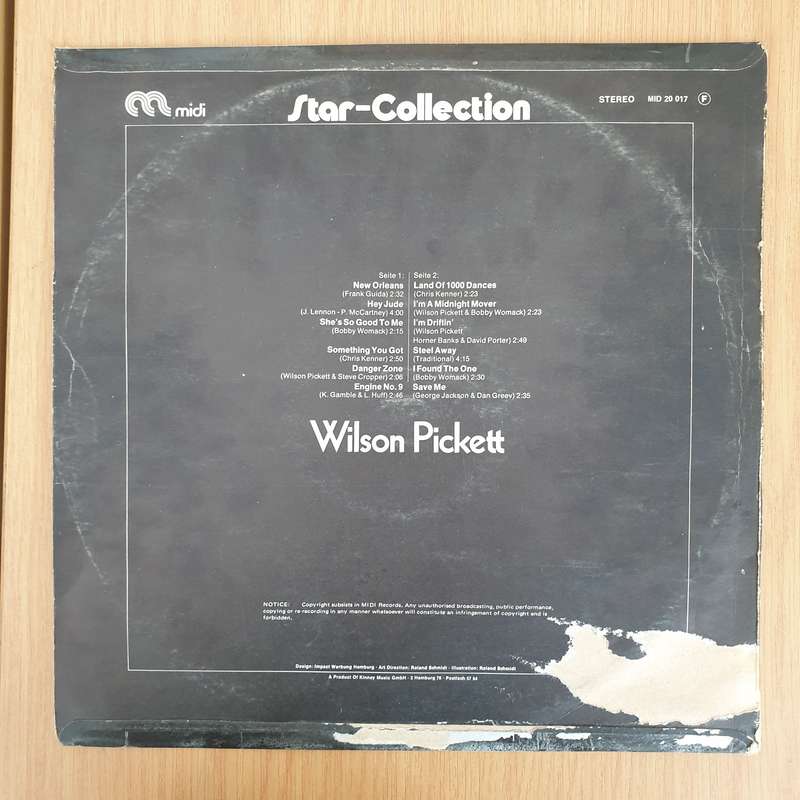 midi
Star-Collection
STEREO MID 20 017 F
Seite 1:
New Orleans
(Frank Guida) 2:32
Hey Jude
(J. Lennon - P. McCartney) 4:00
She's So Good To Me
(Bobby Womack) 2:15
Something You Got
(Chris Kenner) 2:50
Danger Zone
(Wilson Pickett & Steve Cropper) 2:06
Engine No. 9
(K. Gamble & L. Huff) 2:46
Seite 2:
Land Of 1000 Dances
(Chris Kenner) 2:23
I'm A Midnight Mover
(Wilson Pickett & Bobby Womack) 2:23
I'm Driftin'
(Wilson Pickett
Horner Banks & David Porter) 2:49
Steel Away
(Traditional) 4:15
I Found The One
(Bobby Womack) 2:30
Save Me
(George Jackson & Dan Greev) 2:35
Wilson Pickett
NOTICE: Copyright subsists in MIDI Records. Any unauthorised broadcasting, public performance,
copying or re-recording in any manner whatsoever will constitute an infringement of copyright and is
forbidden.
Design: Impact Werbung Hamburg · Art Direction: Roland Schmidt · Illustration: Roland Schmidt
A Product Of Kinney Music GmbH · 2 Hamburg 76 · Postfach